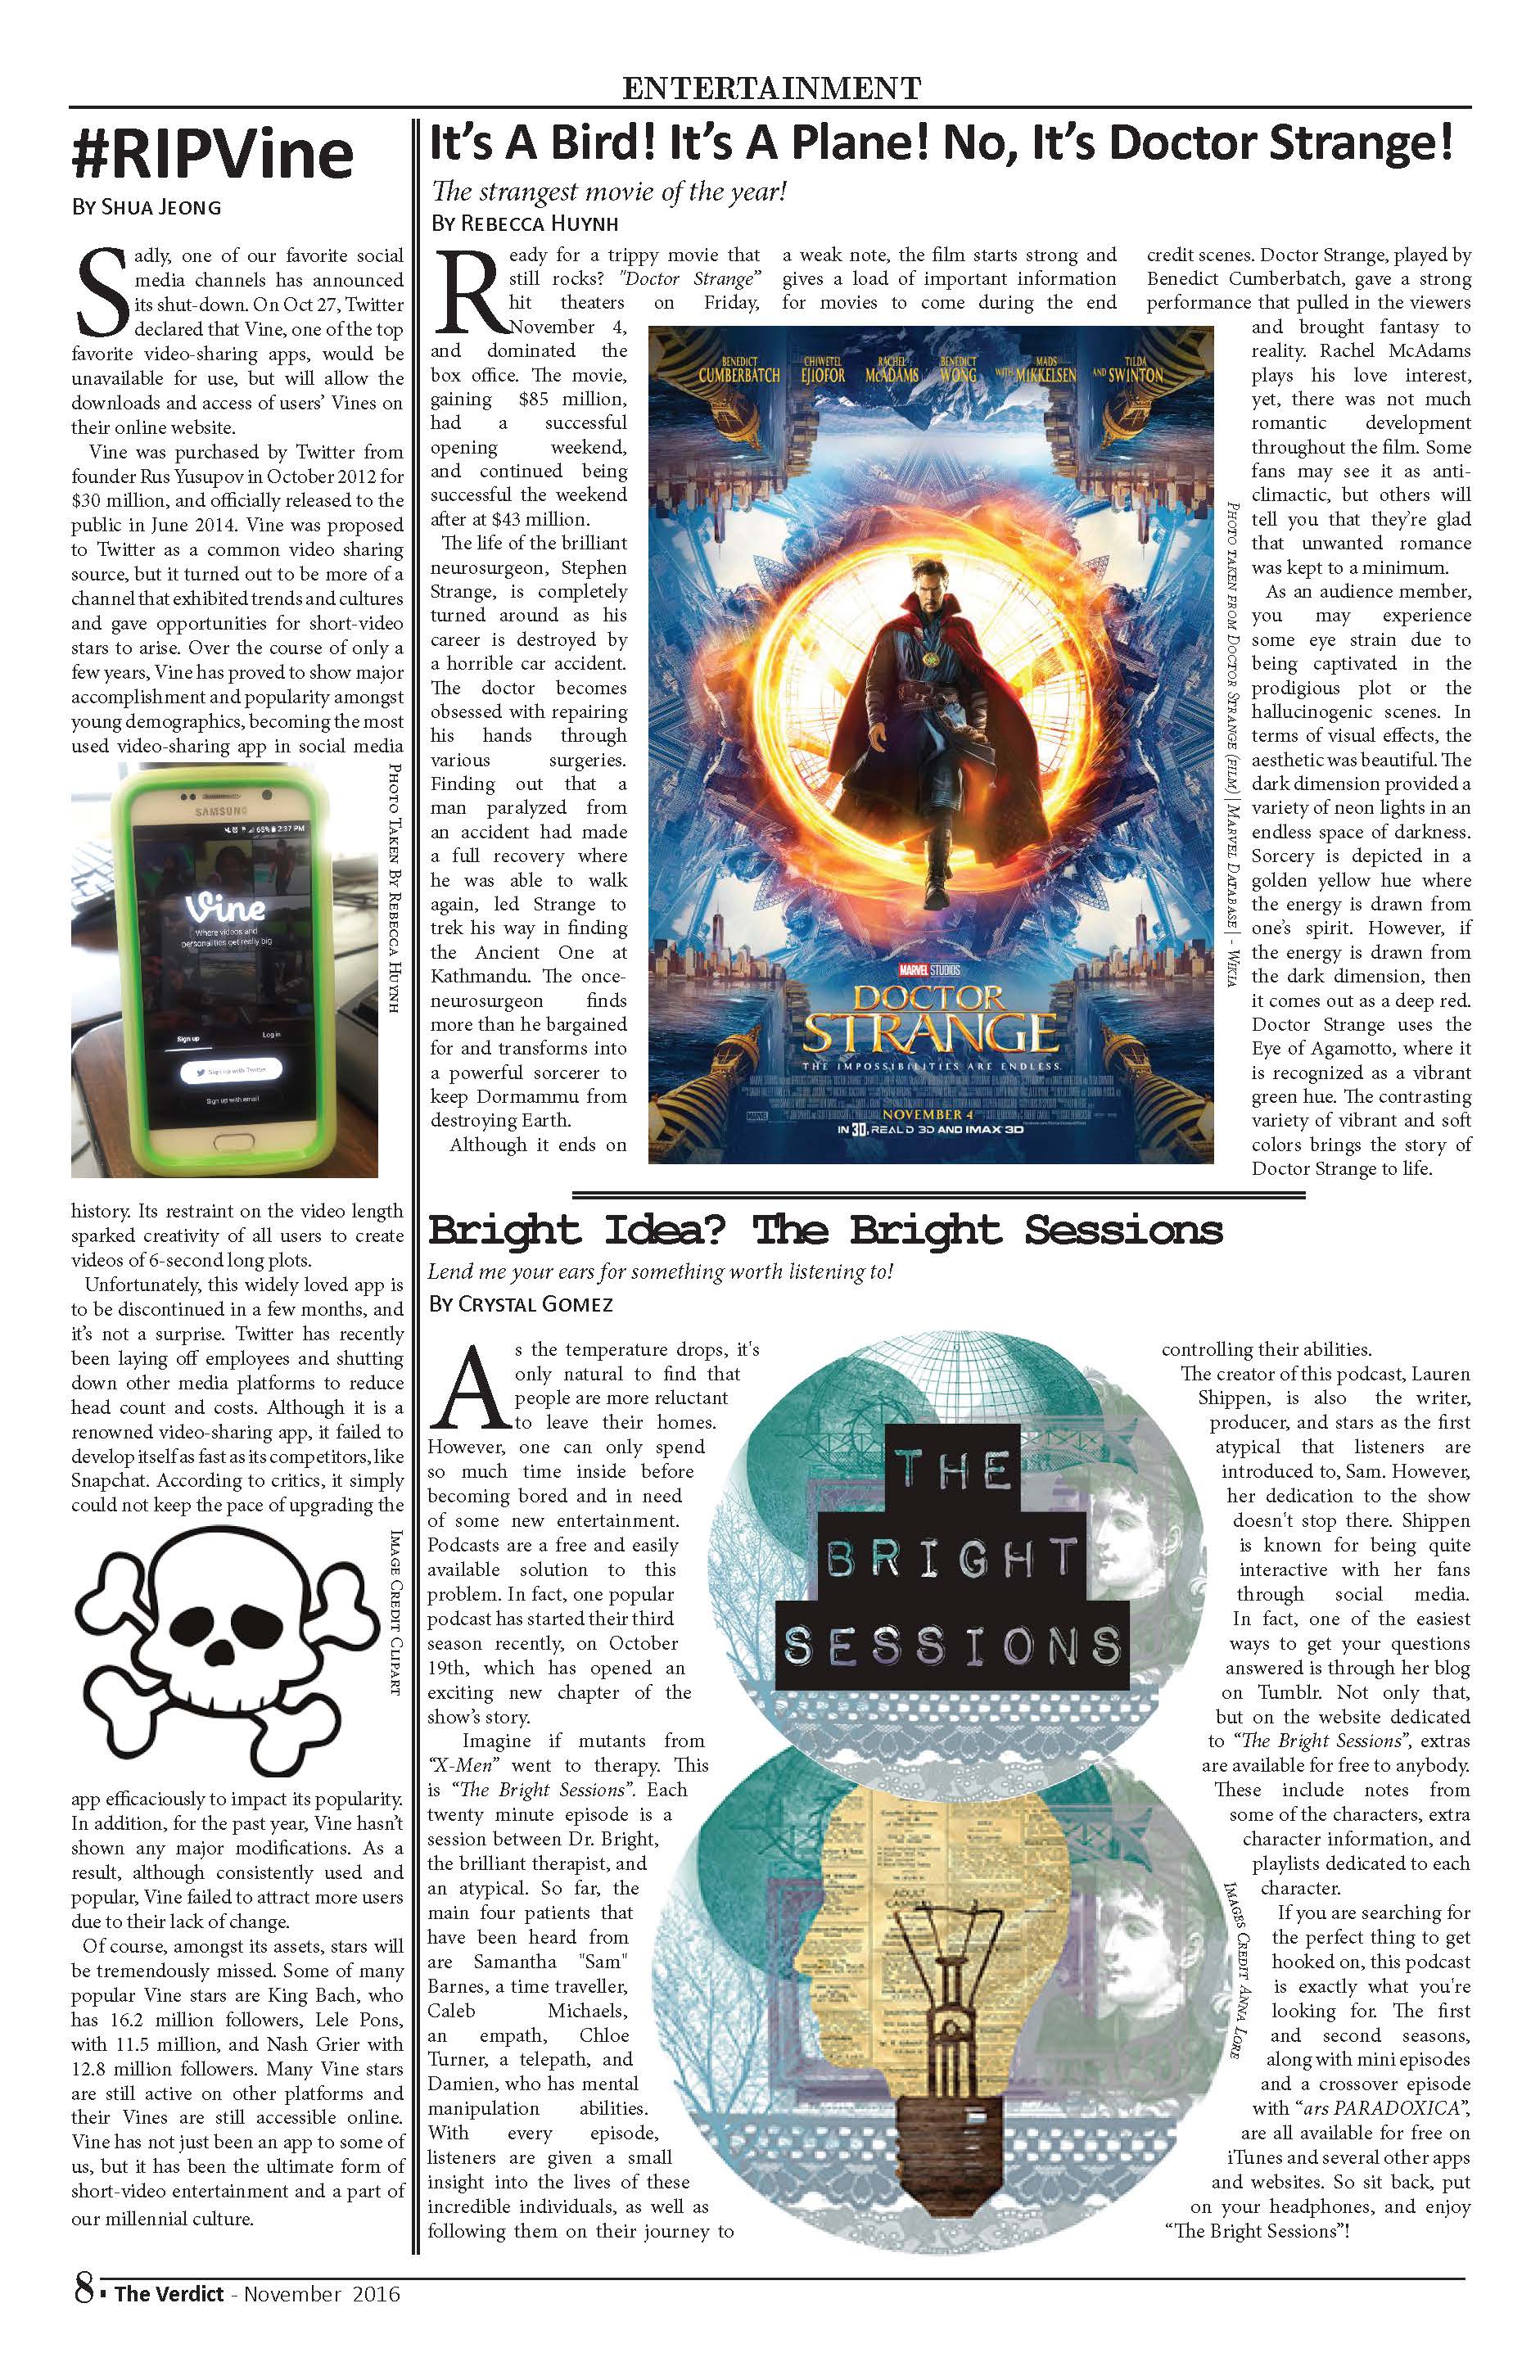 ENTERTAINMENT
#RIPVine
BY SHUA JEONG
Sadly, one of our favorite social
media channels has announced
its shut-down. On Oct 27, Twitter
declared that Vine, one of the top
favorite video-sharing apps, would be
unavailable for use, but will allow the
downloads and access of users' Vines on
their online website.
Vine was purchased by Twitter from
founder Rus Yusupov in October 2012 for
$30 million, and officially released to the
public in June 2014. Vine was proposed
to Twitter as a common video sharing
source, but it turned out to be more of a
channel that exhibited trends and cultures
and gave opportunities for short-video
stars to arise. Over the course of only a
few years, Vine has proved to show major
accomplishment and popularity amongst
young demographics, becoming the most
used video-sharing app in social media
SAMSUNG
65% 2:37 PM
Vine
Where videos and
personalities get really big
Sign up
Log in
Sign up with Twitter
Sign up with email
PHOTO TAKEN BY REBECCA HUYNH
history. Its restraint on the video length
sparked creativity of all users to create
videos of 6-second long plots.
Unfortunately, this widely loved app is
to be discontinued in a few months, and
it's not a surprise. Twitter has recently
been laying off employees and shutting
down other media platforms to reduce
head count and costs. Although it is a
renowned video-sharing app, it failed to
develop itself as fast as its competitors, like
Snapchat. According to critics, it simply
could not keep the pace of upgrading the
IMAGE CREDIT CLIPART
app efficaciously to impact its popularity.
In addition, for the past year, Vine hasn't
shown any major modifications. As a
result, although consistently used and
popular, Vine failed to attract more users
due to their lack of change.
Of course, amongst its assets, stars will
be tremendously missed. Some of many
popular Vine stars are King Bach, who
has 16.2 million followers, Lele Pons,
with 11.5 million, and Nash Grier with
12.8 million followers. Many Vine stars
are still active on other platforms and
their Vines are still accessible online.
Vine has not just been an app to some of
us, but it has been the ultimate form of
short-video entertainment and a part of
our millennial culture.
It's A Bird! It's A Plane! No, It's Doctor Strange!
The strangest movie of the year!
BY REBECCA HUYNH
Ready for a trippy movie that
still rocks? "Doctor Strange"
hit theaters on Friday,
November 4,
and dominated the
box office. The movie,
gaining $85 million,
had a successful
opening weekend,
and continued being
successful the weekend
after at $43 million.
The life of the brilliant
neurosurgeon, Stephen
Strange, is completely
turned around as his
career is destroyed by
a horrible car accident.
The doctor becomes
obsessed with repairing
his hands through
various surgeries.
Finding out that a
man paralyzed from
an accident had made
a full recovery where
he was able to walk
again, led Strange to
trek his way in finding
the Ancient One at
Kathmandu. The once-
neurosurgeon finds
more than he bargained
for and transforms into
a powerful sorcerer to
keep Dormammu from
destroying Earth.
Although it ends on
a weak note, the film starts strong and
gives a load of important information
for movies to come during the end
credit scenes. Doctor Strange, played by
Benedict Cumberbatch, gave a strong
performance that pulled in the viewers
and brought fantasy to
reality. Rachel McAdams
plays his love interest,
yet, there was not much
romantic development
throughout the film. Some
fans may see it as anti-
climactic, but others will
tell you that they're glad
that unwanted romance
was kept to a minimum.
As an audience member,
you may experience
some eye strain due to
being captivated in the
prodigious plot or the
hallucinogenic scenes. In
terms of visual effects, the
aesthetic was beautiful. The
dark dimension provided a
variety of neon lights in an
endless space of darkness.
Sorcery is depicted in a
golden yellow hue where
the energy is drawn from
one's spirit. However, if
the energy is drawn from
the dark dimension, then
it comes out as a deep red.
Doctor Strange uses the
Eye of Agamotto, where it
is recognized as a vibrant
green hue. The contrasting
variety of vibrant and soft
colors brings the story of
Doctor Strange to life.
BENEDICT CUMBERBATCH CHIWETEL EJIOFOR RACHEL McADAMS BENEDICT WONG WITH MADS MIKKELSEN AND TILDA SWINTON
MARVEL STUDIOS
DOCTOR
STRANGE
THE IMPOSSIBILITIES ARE ENDLESS.
MARVEL
NOVEMBER 4
IN 3D, REAL D 3D AND IMAX 3D
PHOTO TAKEN FROM DOCTOR STRANGE (FILM) | MARVEL DATABASE | - WIKIA
Bright Idea? The Bright Sessions
Lend me your ears for something worth listening to!
BY CRYSTAL GOMEZ
As the temperature drops, it's
only natural to find that
people are more reluctant
to leave their homes.
However, one can only spend
so much time inside before
becoming bored and in need
of some new entertainment.
Podcasts are a free and easily
available solution to this
problem. In fact, one popular
podcast has started their third
season recently, on October
19th, which has opened an
exciting new chapter of the
show's story.
Imagine if mutants from
"X-Men" went to therapy. This
is "The Bright Sessions". Each
twenty minute episode is a
session between Dr. Bright,
the brilliant therapist, and
an atypical. So far, the
main four patients that
have been heard from
are Samantha "Sam"
Barnes, a time traveller,
Caleb Michaels,
an empath, Chloe
Turner, a telepath, and
Damien, who has mental
manipulation abilities.
With every episode,
listeners are given a small
insight into the lives of these
incredible individuals, as well as
following them on their journey to
THE
BRIGHT
SESSIONS
controlling their abilities.
The creator of this podcast, Lauren
Shippen, is also the writer,
producer, and stars as the first
atypical that listeners are
introduced to, Sam. However,
her dedication to the show
doesn't stop there. Shippen
is known for being quite
interactive with her fans
through social media.
In fact, one of the easiest
ways to get your questions
answered is through her blog
on Tumblr. Not only that,
but on the website dedicated
to "The Bright Sessions", extras
are available for free to anybody.
These include notes from
some of the characters, extra
character information, and
playlists dedicated to each
character.
If you are searching for
the perfect thing to get
hooked on, this podcast
is exactly what you're
looking for. The first
and second seasons,
along with mini episodes
and a crossover episode
with "ars PARADOXICA",
are all available for free on
iTunes and several other apps
and websites. So sit back, put
on your headphones, and enjoy
"The Bright Sessions"!
IMAGES CREDIT ANNA LORE
8 ▪ The Verdict - November 2016